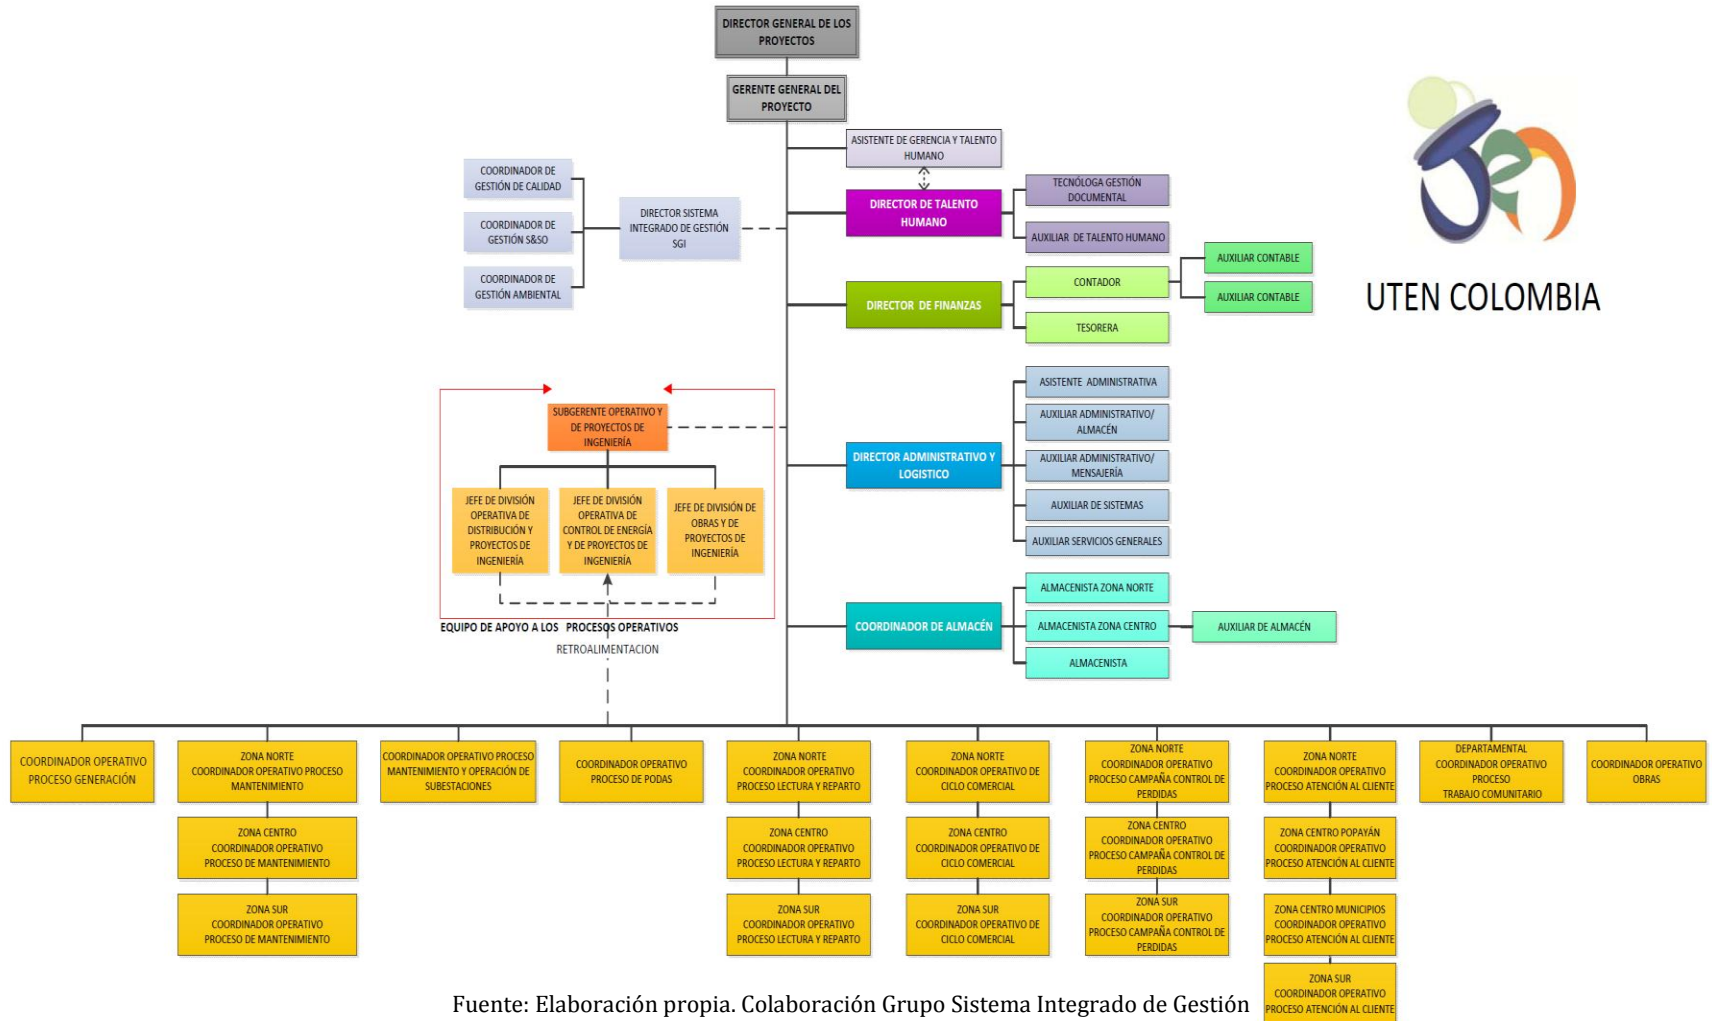 DIRECTOR GENERAL DE LOS
PROYECTOS
GERENTE GENERAL DEL
PROYECTO
ASISTENTE DE GERENCIA Y TALENTO
HUMANO
COORDINADOR DE
GESTIÓN DE CALIDAD
COORDINADOR DE
GESTIÓN S&SO
COORDINADOR DE
GESTIÓN AMBIENTAL
DIRECTOR SISTEMA
INTEGRADO DE GESTIÓN
SGI
DIRECTOR DE TALENTO
HUMANO
TECNÓLOGA GESTIÓN
DOCUMENTAL
AUXILIAR DE TALENTO HUMANO
DIRECTOR DE FINANZAS
CONTADOR
TESORERA
AUXILIAR CONTABLE
AUXILIAR CONTABLE
UTEN COLOMBIA
SUBGERENTE OPERATIVO Y
DE PROYECTOS DE
INGENIERÍA
JEFE DE DIVISIÓN
OPERATIVA DE
DISTRIBUCIÓN Y
PROYECTOS DE
INGENIERÍA
JEFE DE DIVISIÓN
OPERATIVA DE
CONTROL DE ENERGÍA
Y DE PROYECTOS DE
INGENIERÍA
JEFE DE DIVISIÓN DE
OBRAS Y DE
PROYECTOS DE
INGENIERÍA
EQUIPO DE APOYO A LOS PROCESOS OPERATIVOS
RETROALIMENTACION
DIRECTOR ADMINISTRATIVO Y
LOGISTICO
ASISTENTE ADMINISTRATIVA
AUXILIAR ADMINISTRATIVO/
ALMACÉN
AUXILIAR ADMINISTRATIVO/
MENSAJERÍA
AUXILIAR DE SISTEMAS
AUXILIAR SERVICIOS GENERALES
COORDINADOR DE ALMACÉN
ALMACENISTA ZONA NORTE
ALMACENISTA ZONA CENTRO
ALMACENISTA
AUXILIAR DE ALMACÉN
COORDINADOR OPERATIVO
PROCESO GENERACIÓN
ZONA NORTE
COORDINADOR OPERATIVO PROCESO
MANTENIMIENTO
ZONA CENTRO
COORDINADOR OPERATIVO
PROCESO DE MANTENIMIENTO
ZONA SUR
COORDINADOR OPERATIVO
PROCESO DE MANTENIMIENTO
COORDINADOR OPERATIVO PROCESO
MANTENIMIENTO Y OPERACIÓN DE
SUBESTACIONES
COORDINADOR OPERATIVO
PROCESO DE PODAS
ZONA NORTE
COORDINADOR OPERATIVO
PROCESO LECTURA Y REPARTO
ZONA CENTRO
COORDINADOR OPERATIVO
PROCESO LECTURA Y REPARTO
ZONA SUR
COORDINADOR OPERATIVO
PROCESO LECTURA Y REPARTO
ZONA NORTE
COORDINADOR OPERATIVO DE
CICLO COMERCIAL
ZONA CENTRO
COORDINADOR OPERATIVO DE
CICLO COMERCIAL
ZONA SUR
COORDINADOR OPERATIVO DE
CICLO COMERCIAL
ZONA NORTE
COORDINADOR OPERATIVO
PROCESO CAMPAÑA CONTROL DE
PERDIDAS
ZONA CENTRO
COORDINADOR OPERATIVO
PROCESO CAMPAÑA CONTROL DE
PERDIDAS
ZONA SUR
COORDINADOR OPERATIVO
PROCESO CAMPAÑA CONTROL DE
PERDIDAS
ZONA NORTE
COORDINADOR OPERATIVO
PROCESO ATENCIÓN AL CLIENTE
ZONA CENTRO POPAYÁN
COORDINADOR OPERATIVO
PROCESO ATENCIÓN AL CLIENTE
ZONA CENTRO MUNICIPIOS
COORDINADOR OPERATIVO
PROCESO ATENCIÓN AL CLIENTE
ZONA SUR
COORDINADOR OPERATIVO
PROCESO ATENCIÓN AL CLIENTE
DEPARTAMENTAL
COORDINADOR OPERATIVO
PROCESO
TRABAJO COMUNITARIO
COORDINADOR OPERATIVO
OBRAS
Fuente: Elaboración propia. Colaboración Grupo Sistema Integrado de Gestión